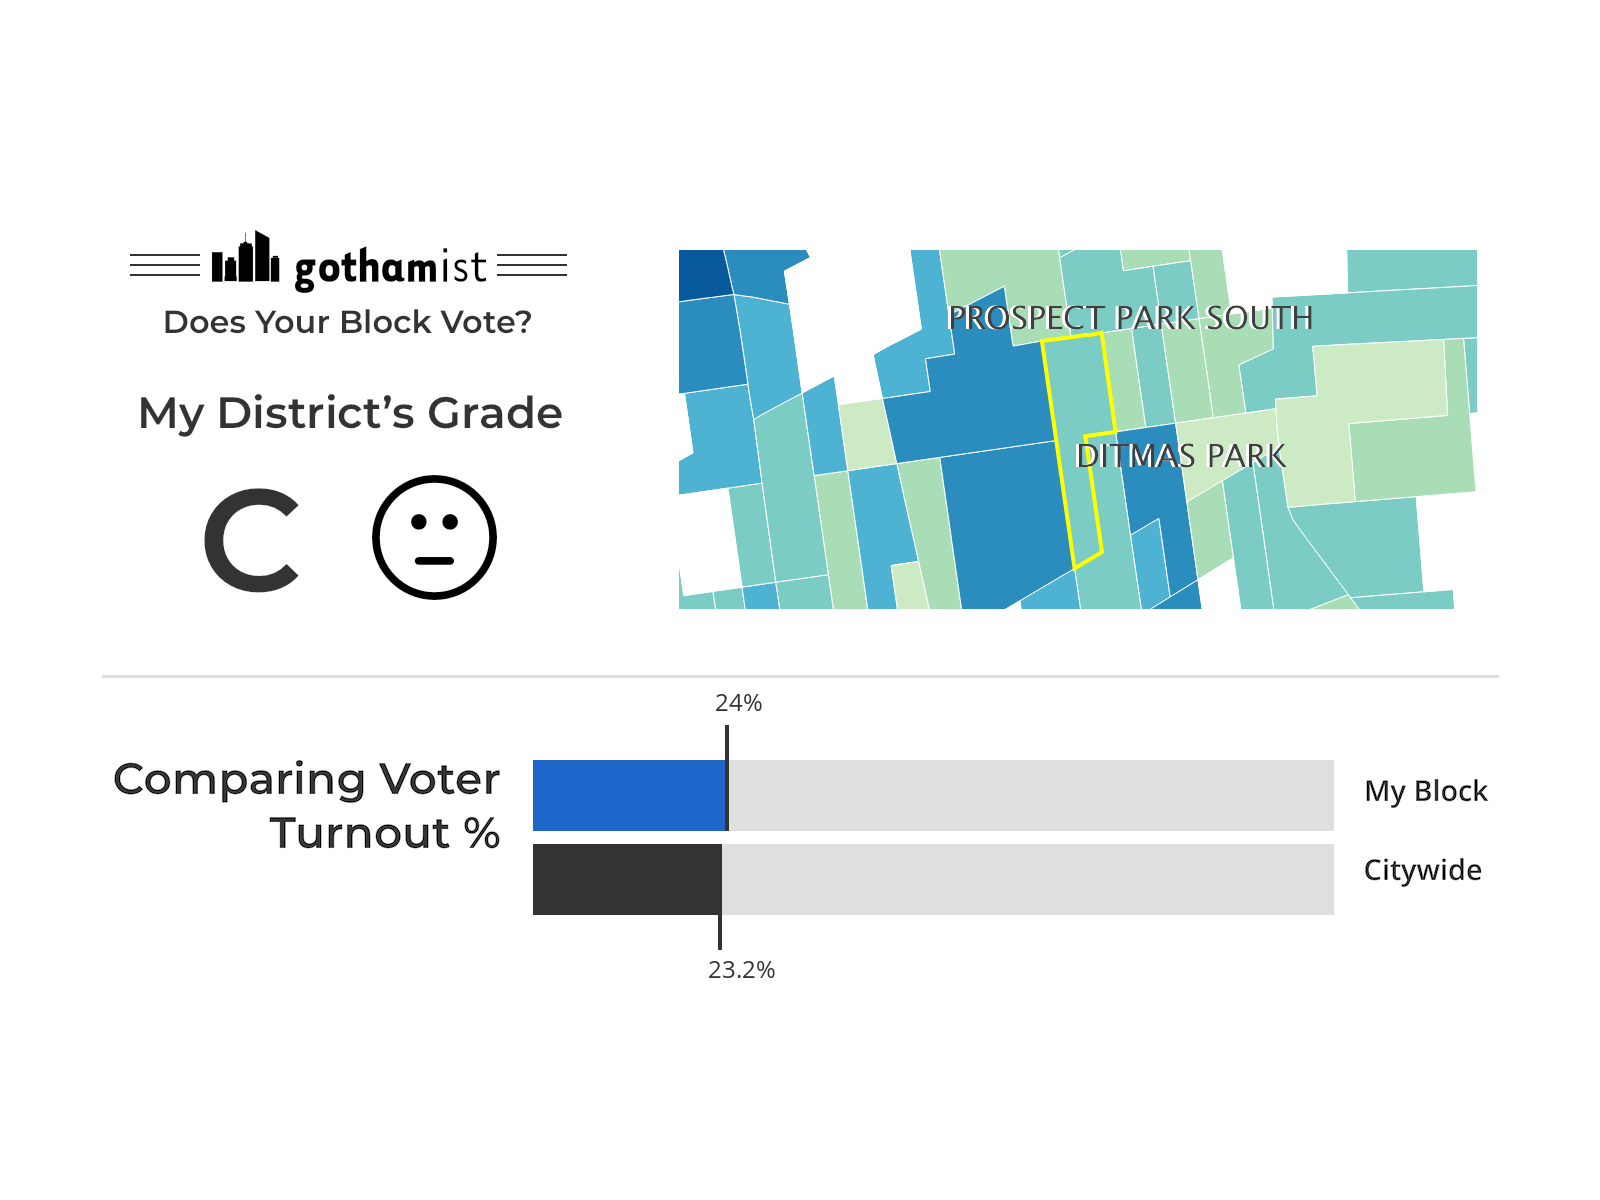 gothamist
Does Your Block Vote?
My District’s Grade
C
PROSPECT PARK SOUTH
DITMAS PARK
24%
Comparing Voter
Turnout %
My Block
Citywide
23.2%